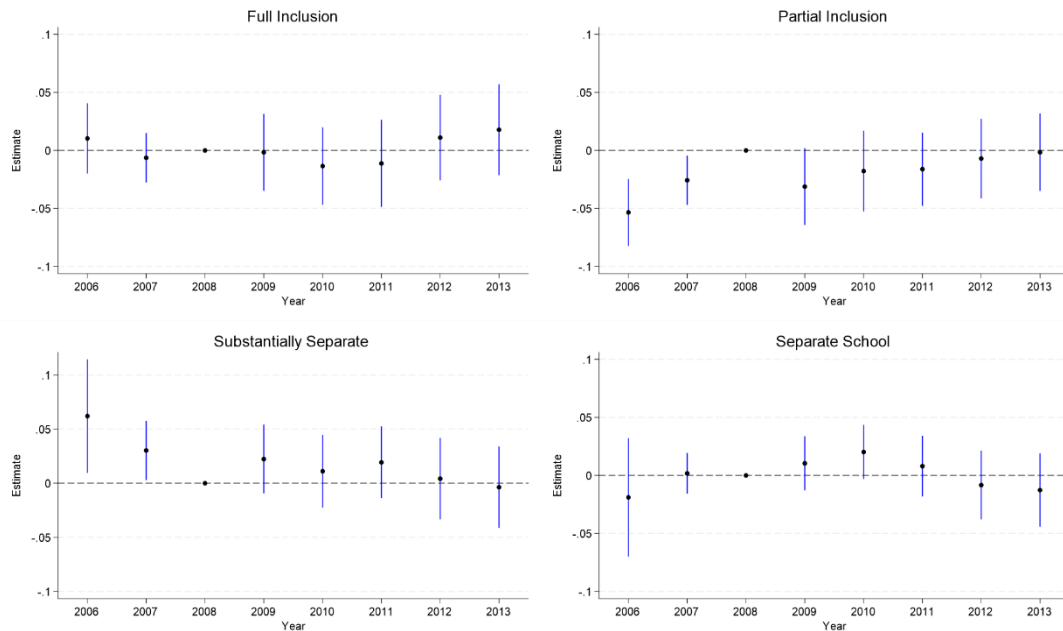 Full Inclusion
.1
.05
0
-.05
-.1
Estimate
2006 2007 2008 2009 2010 2011 2012 2013
Year
Partial Inclusion
.1
.05
0
-.05
-.1
Estimate
2006 2007 2008 2009 2010 2011 2012 2013
Year
Substantially Separate
.1
.05
0
-.05
-.1
Estimate
2006 2007 2008 2009 2010 2011 2012 2013
Year
Separate School
.1
.05
0
-.05
-.1
Estimate
2006 2007 2008 2009 2010 2011 2012 2013
Year